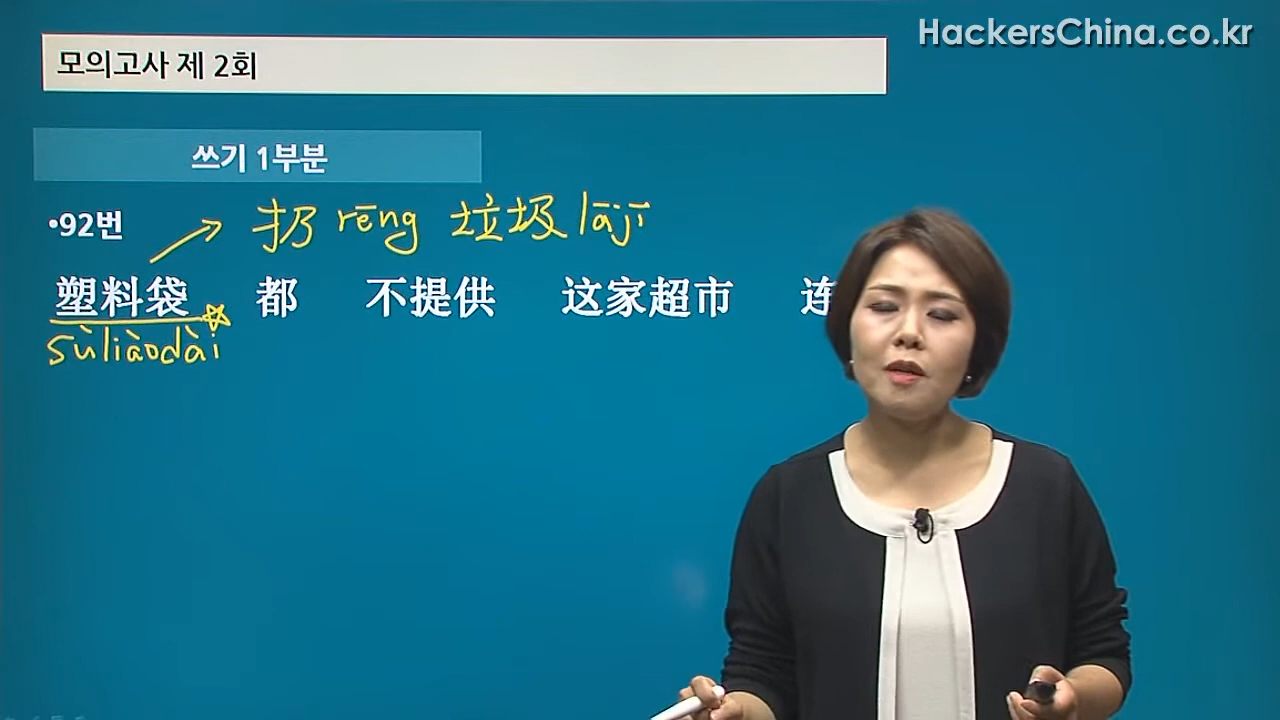 HackersChina.co.kr
모의고사 제 2회
쓰기 1부분
•92번
扔 rēng 垃圾 lājī
塑料袋 都 不提供 这家超市 连
sùliàodài